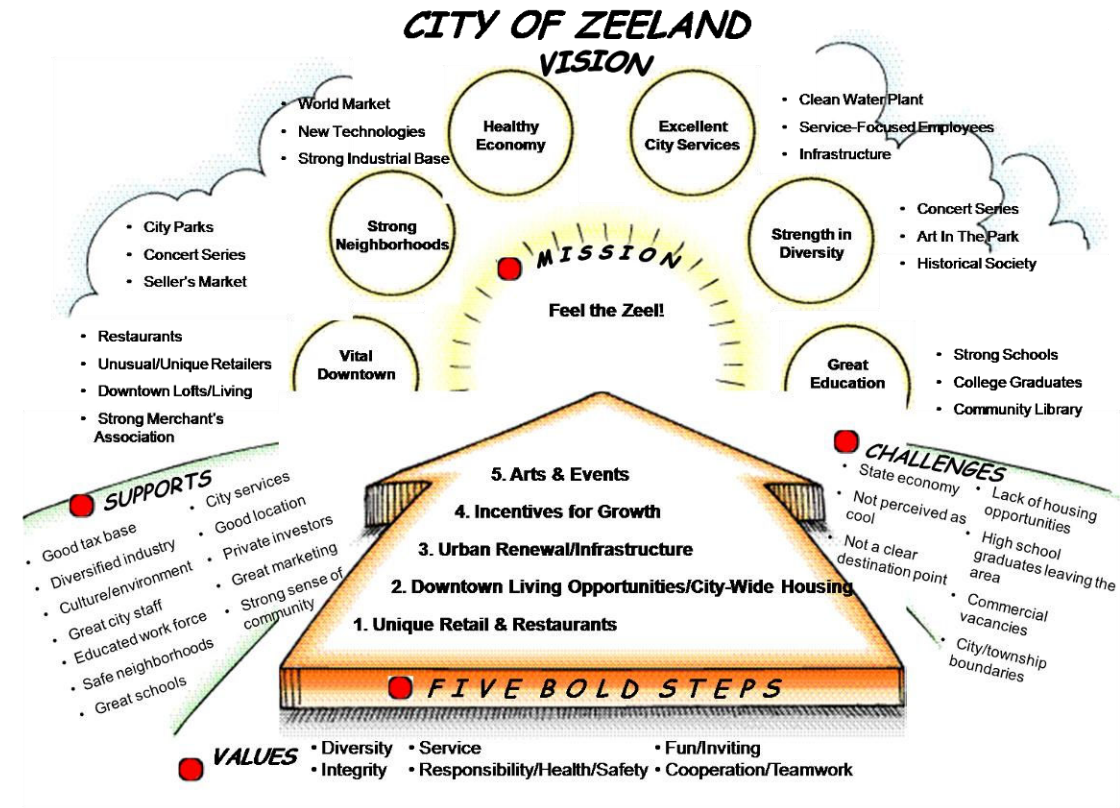 CITY OF ZEELAND
VISION
• World Market
• New Technologies
• Strong Industrial Base
Healthy
Economy
Excellent
City Services
• Clean Water Plant
• Service-Focused Employees
• Infrastructure
• City Parks
• Concert Series
• Seller's Market
Strong
Neighborhoods
Strength in
Diversity
• Concert Series
• Art In The Park
• Historical Society
MISSION
Feel the Zeel!
• Restaurants
• Unusual/Unique Retailers
• Downtown Lofts/Living
• Strong Merchant's
Association
Vital
Downtown
Great
Education
• Strong Schools
• College Graduates
• Community Library
SUPPORTS
• Good tax base
• Diversified industry
• Culture/environment
• Great city staff
• Educated work force
• Safe neighborhoods
• Great schools
• City services
• Good location
• Private investors
• Great marketing
• Strong sense of
community
5. Arts & Events
4. Incentives for Growth
3. Urban Renewal/Infrastructure
2. Downtown Living Opportunities/City-Wide Housing
1. Unique Retail & Restaurants
FIVE BOLD STEPS
CHALLENGES
• State economy
• Not perceived as
cool
• Not a clear
destination point
• Lack of housing
opportunities
• High school
graduates leaving the
area
• Commercial
vacancies
• City/township
boundaries
VALUES
• Diversity • Service • Fun/Inviting
• Integrity • Responsibility/Health/Safety • Cooperation/Teamwork